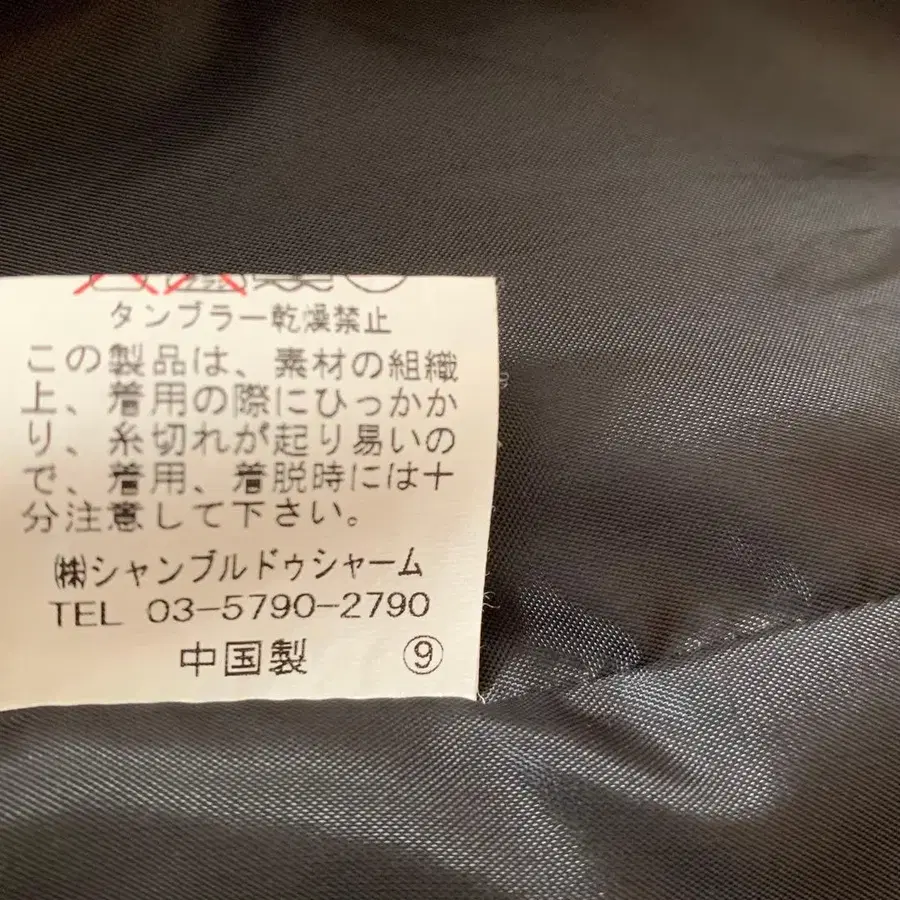 タンブラー乾燥禁止
この製品は、素材の組織
上、着用の際にひっかか
り、糸切れが起り易いの
で、着用、着脱時には十
分注意して下さい。
㈱シャンブルドゥシャーム
TEL 03-5790-2790
中国製 ⑨